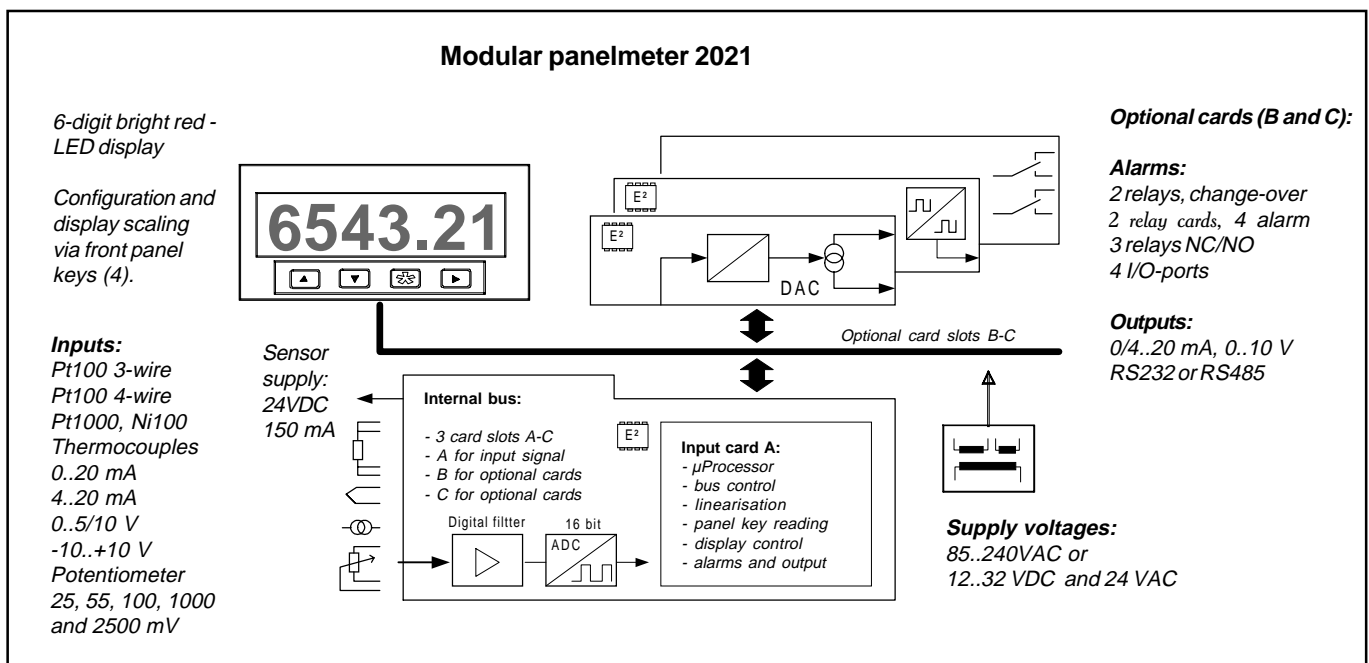 Modular panelmeter 2021
6-digit bright red -
LED display
Configuration and
display scaling
via front panel
keys (4).
Inputs:
Pt100 3-wire
Pt100 4-wire
Pt1000, Ni100
Thermocouples
0..20 mA
4..20 mA
0..5/10 V
-10..+10 V
Potentiometer
25, 55, 100, 1000
and 2500 mV
6543.21
Sensor
supply:
24VDC
150 mA
E²
E²
DAC
Optional card slots B-C
Internal bus:
- 3 card slots A-C
- A for input signal
- B for optional cards
- C for optional cards
Digital filtter
16 bit
ADC
E²
Input card A:
- µProcessor
- bus control
- linearisation
- panel key reading
- display control
- alarms and output
Optional cards (B and C):
Alarms:
2 relays, change-over
2 relay cards, 4 alarm
3 relays NC/NO
4 I/O-ports
Outputs:
0/4..20 mA, 0..10 V
RS232 or RS485
Supply voltages:
85..240VAC or
12..32 VDC and 24 VAC